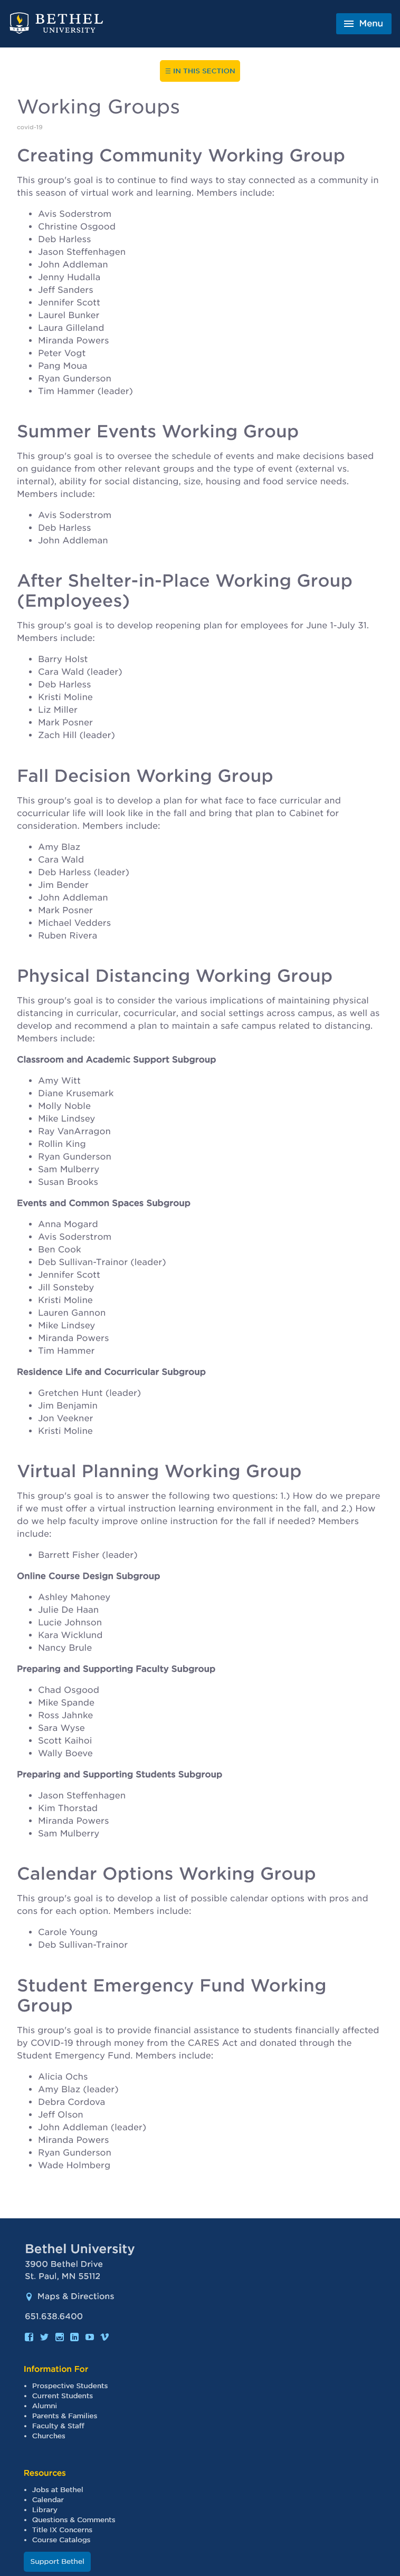 BETHEL
UNIVERSITY
Menu
☰ IN THIS SECTION
Working Groups
covid-19
Creating Community Working Group
This group's goal is to continue to find ways to stay connected as a community in
this season of virtual work and learning. Members include:
• Avis Soderstrom
• Christine Osgood
• Deb Harless
• Jason Steffenhagen
• John Addleman
• Jenny Hudalla
• Jeff Sanders
• Jennifer Scott
• Laurel Bunker
• Laura Gilleland
• Miranda Powers
• Peter Vogt
• Pang Moua
• Ryan Gunderson
• Tim Hammer (leader)
Summer Events Working Group
This group's goal is to oversee the schedule of events and make decisions based
on guidance from other relevant groups and the type of event (external vs.
internal), ability for social distancing, size, housing and food service needs.
Members include:
• Avis Soderstrom
• Deb Harless
• John Addleman
After Shelter-in-Place Working Group
(Employees)
This group's goal is to develop reopening plan for employees for June 1-July 31.
Members include:
• Barry Holst
• Cara Wald (leader)
• Deb Harless
• Kristi Moline
• Liz Miller
• Mark Posner
• Zach Hill (leader)
Fall Decision Working Group
This group's goal is to develop a plan for what face to face curricular and
cocurricular life will look like in the fall and bring that plan to Cabinet for
consideration. Members include:
• Amy Blaz
• Cara Wald
• Deb Harless (leader)
• Jim Bender
• John Addleman
• Mark Posner
• Michael Vedders
• Ruben Rivera
Physical Distancing Working Group
This group's goal is to consider the various implications of maintaining physical
distancing in curricular, cocurricular, and social settings across campus, as well as
develop and recommend a plan to maintain a safe campus related to distancing.
Members include:
Classroom and Academic Support Subgroup
• Amy Witt
• Diane Krusemark
• Molly Noble
• Mike Lindsey
• Ray VanArragon
• Rollin King
• Ryan Gunderson
• Sam Mulberry
• Susan Brooks
Events and Common Spaces Subgroup
• Anna Mogard
• Avis Soderstrom
• Ben Cook
• Deb Sullivan-Trainor (leader)
• Jennifer Scott
• Jill Sonsteby
• Kristi Moline
• Lauren Gannon
• Mike Lindsey
• Miranda Powers
• Tim Hammer
Residence Life and Cocurricular Subgroup
• Gretchen Hunt (leader)
• Jim Benjamin
• Jon Veekner
• Kristi Moline
Virtual Planning Working Group
This group's goal is to answer the following two questions: 1.) How do we prepare
if we must offer a virtual instruction learning environment in the fall, and 2.) How
do we help faculty improve online instruction for the fall if needed? Members
include:
• Barrett Fisher (leader)
Online Course Design Subgroup
• Ashley Mahoney
• Julie De Haan
• Lucie Johnson
• Kara Wicklund
• Nancy Brule
Preparing and Supporting Faculty Subgroup
• Chad Osgood
• Mike Spande
• Ross Jahnke
• Sara Wyse
• Scott Kaihoi
• Wally Boeve
Preparing and Supporting Students Subgroup
• Jason Steffenhagen
• Kim Thorstad
• Miranda Powers
• Sam Mulberry
Calendar Options Working Group
This group's goal is to develop a list of possible calendar options with pros and
cons for each option. Members include:
• Carole Young
• Deb Sullivan-Trainor
Student Emergency Fund Working
Group
This group's goal is to provide financial assistance to students financially affected
by COVID-19 through money from the CARES Act and donated through the
Student Emergency Fund. Members include:
• Alicia Ochs
• Amy Blaz (leader)
• Debra Cordova
• Jeff Olson
• John Addleman (leader)
• Miranda Powers
• Ryan Gunderson
• Wade Holmberg
Bethel University
3900 Bethel Drive
St. Paul, MN 55112
Maps & Directions
651.638.6400
Information For
• Prospective Students
• Current Students
• Alumni
• Parents & Families
• Faculty & Staff
• Churches
Resources
• Jobs at Bethel
• Calendar
• Library
• Questions & Comments
• Title IX Concerns
• Course Catalogs
Support Bethel